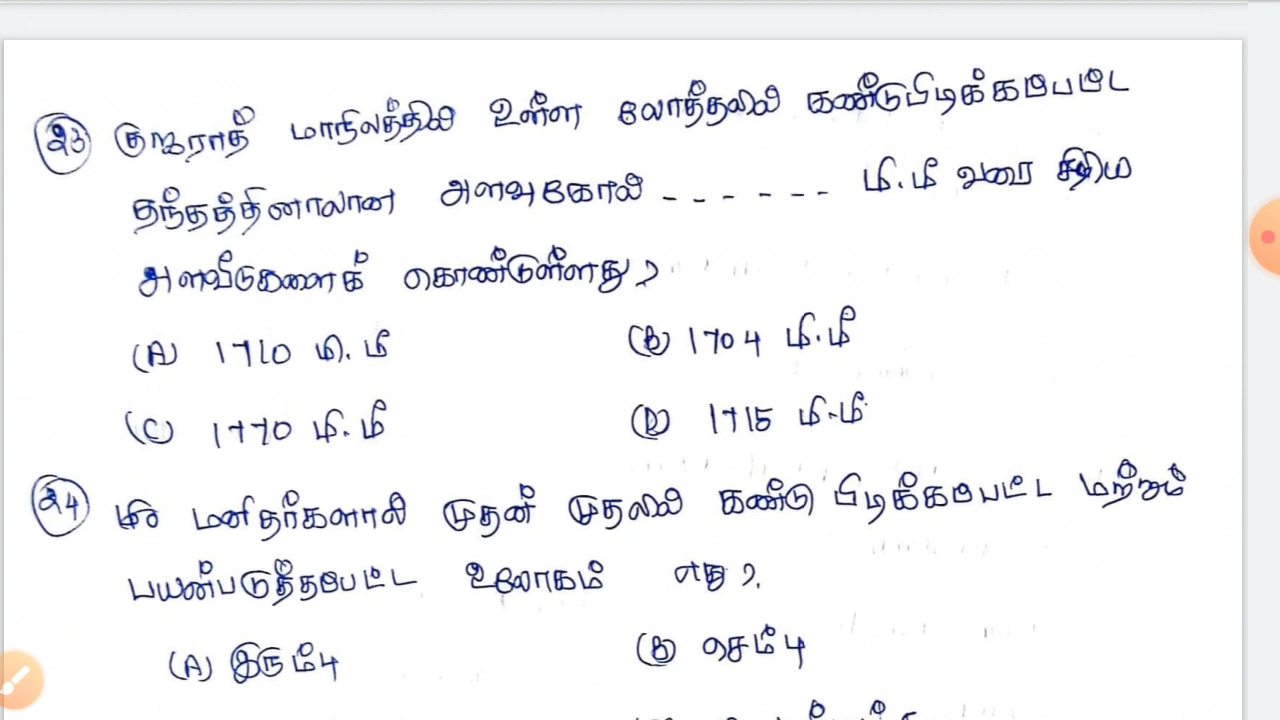 23 குஜராத் மாநிலத்தில் உள்ள லோத்தலில் கண்டுபிடிக்கப்பட்ட
தந்தத்தினாலான அளவுகோல் - - - - - - மி.மீ வரை சிறிய
அளவீடுகளைக் கொண்டுள்ளது?
(A) 1710 மி.மீ (B) 1704 மி.மீ
(C) 1770 மி.மீ (D) 1715 மி.மீ
24 மனிதர்களால் முதன் முதலில் கண்டு பிடிக்கப்பட்ட மற்றும்
பயன்படுத்தப்பட்ட உலோகம் எது?
(A) இரும்பு (B) செம்பு